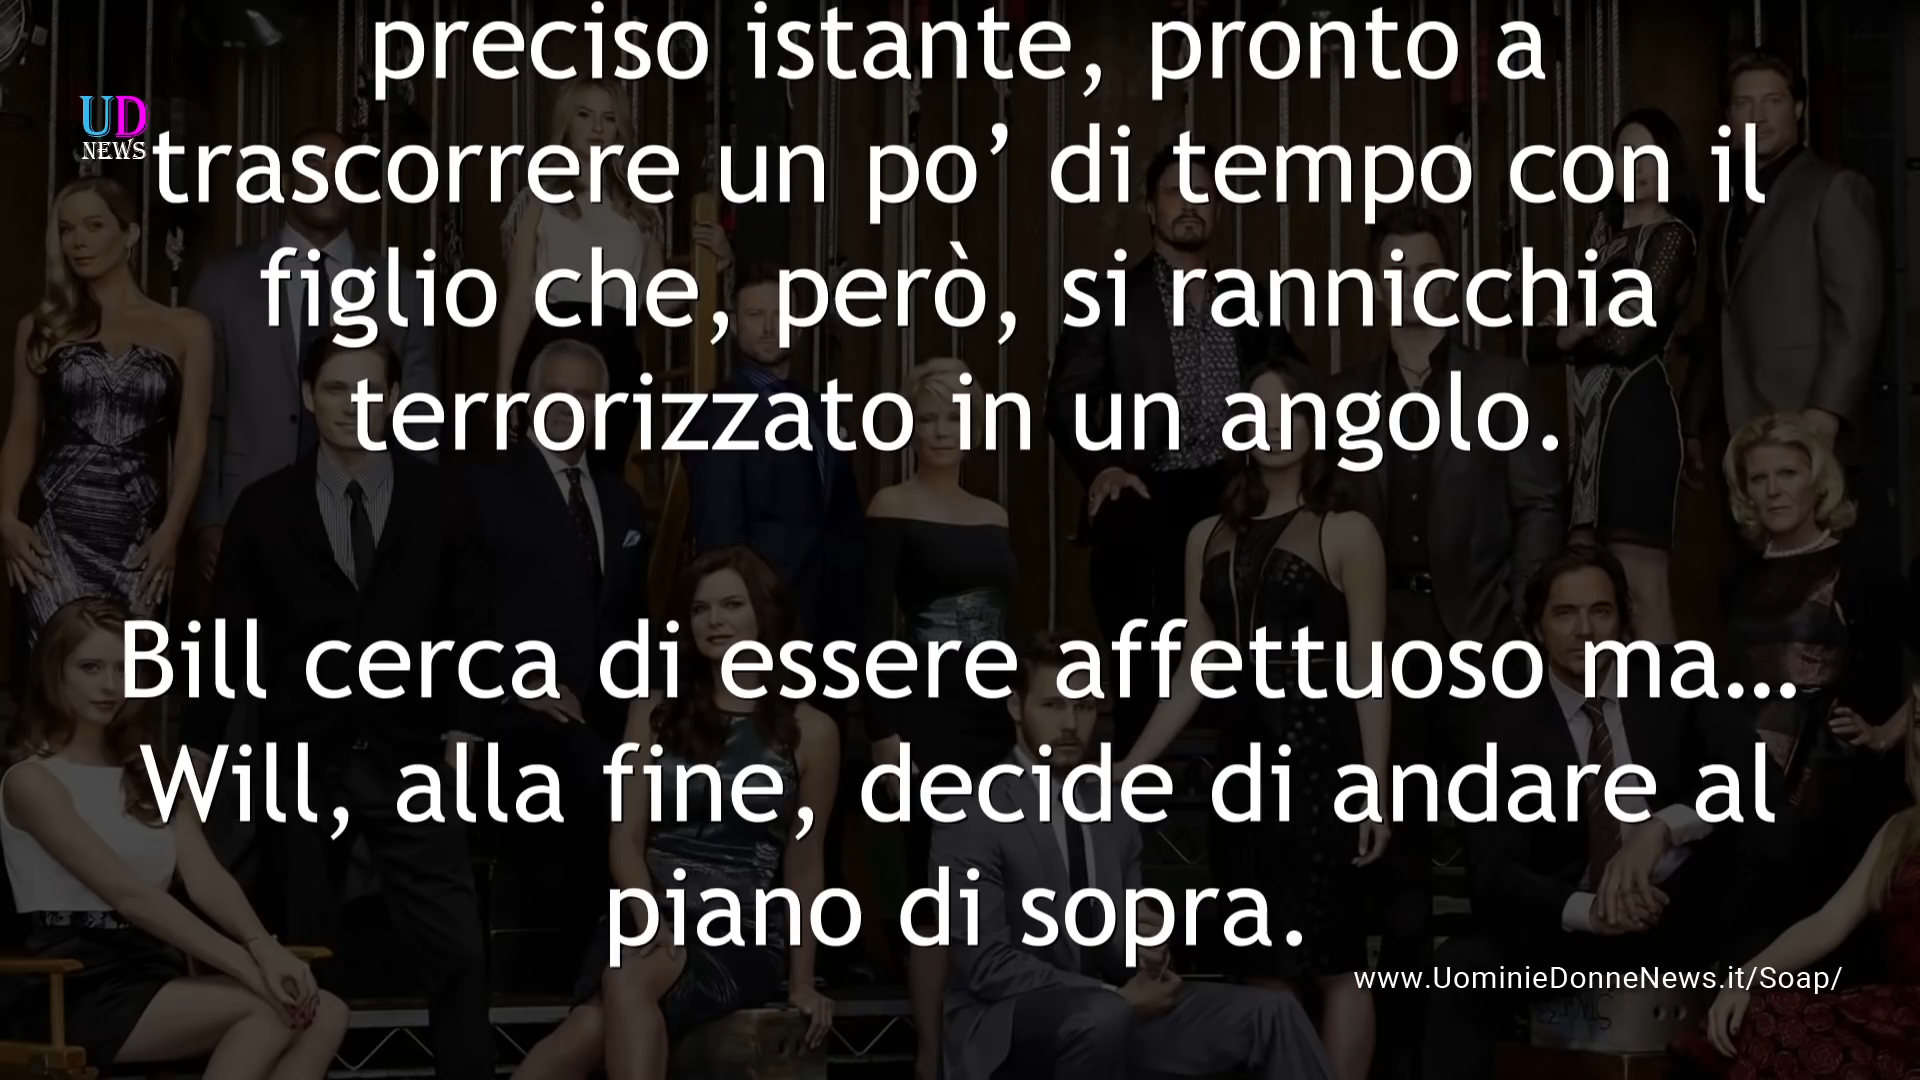 preciso istante, pronto a
UD
NEWS
trascorrere un po’ di tempo con il
figlio che, però, si rannicchia
terrorizzato in un angolo.
Bill cerca di essere affettuoso ma...
Will, alla fine, decide di andare al
piano di sopra.
www.UominieDonneNews.it/Soap/